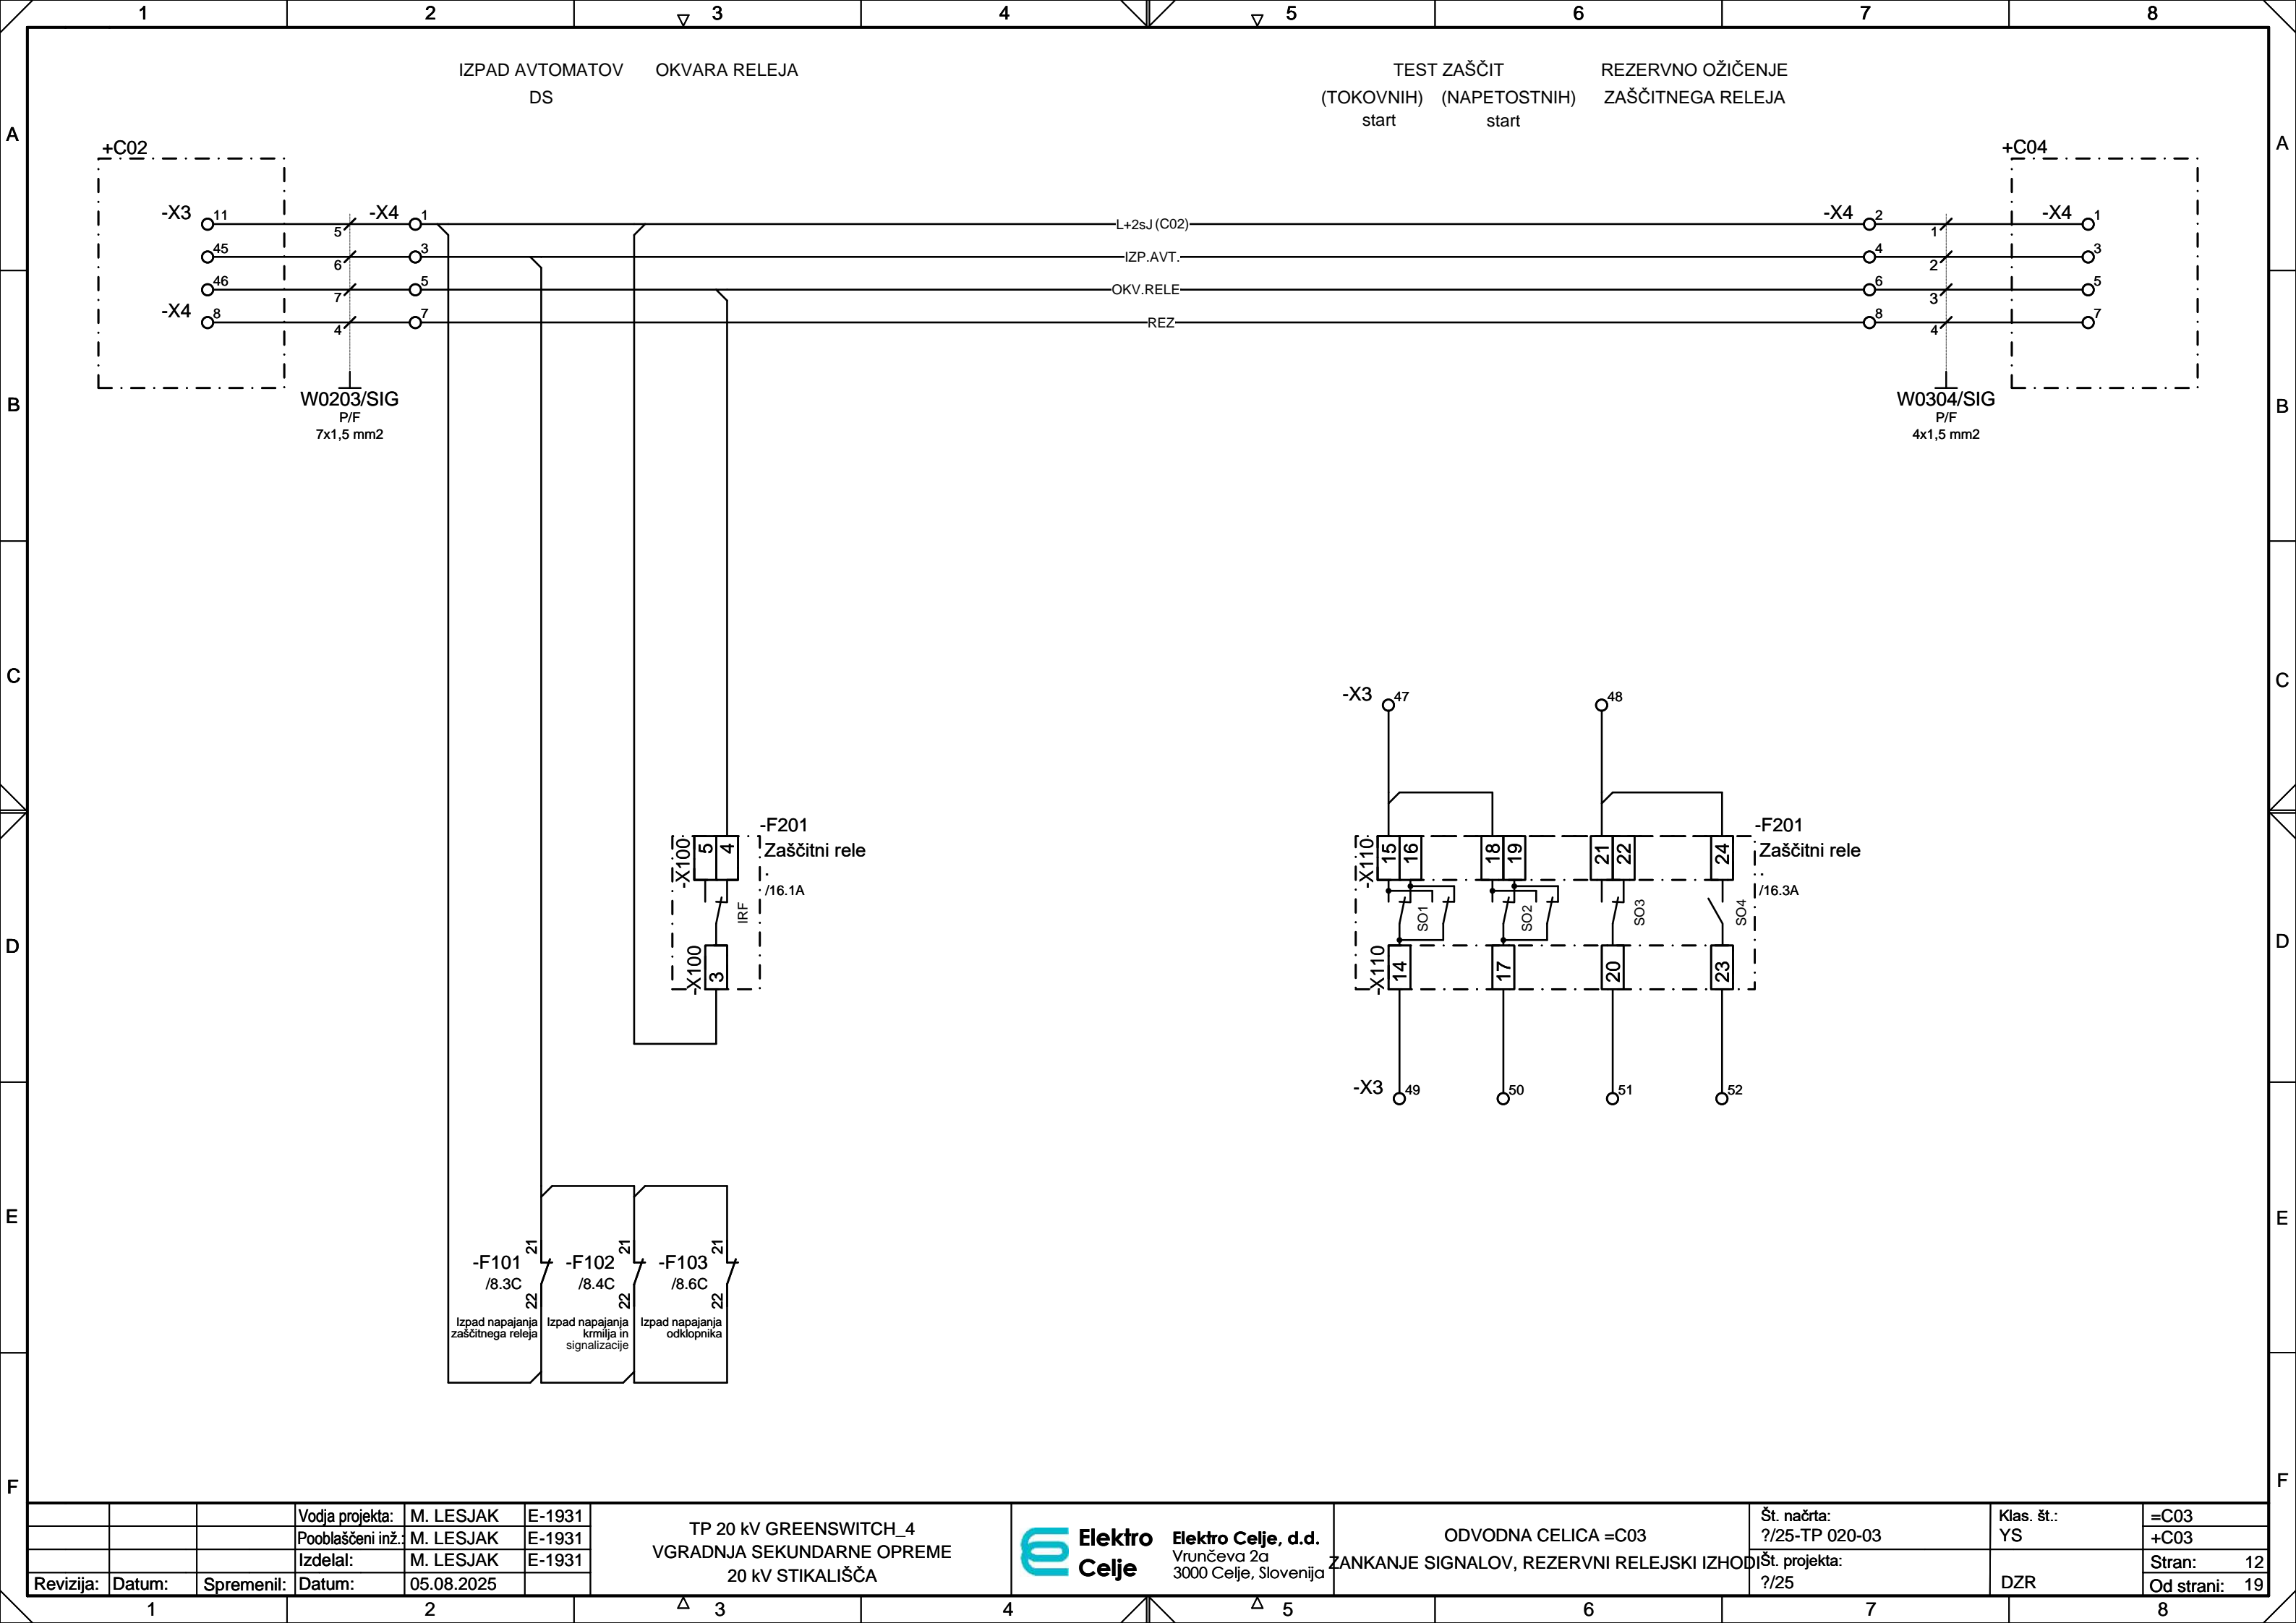 1 2 3 4 5 6 7 8
IZPAD AVTOMATOV
DS
OKVARA RELEJA
TEST ZAŠČIT
(TOKOVNIH) (NAPETOSTNIH)
start start
REZERVNO OŽIČENJE
ZAŠČITNEGA RELEJA
A A
+C02 +C04
-X3 11 5 -X4 1 L+2sJ (C02) -X4 2 1 -X4 1
45 6 3 IZP.AVT. 4 2 3
46 7 5 OKV.RELE 6 3 5
-X4 8 4 7 REZ 8 4 7
B B
W0203/SIG
P/F
7x1,5 mm2
W0304/SIG
P/F
4x1,5 mm2
C C
-X3 47 48
-F201
Zaščitni rele
.
/16.1A
-X100 5 4
IRF
-X100 3
-F201
Zaščitni rele
..
/16.3A
-X110 15 16 18 19 21 22 24
SO1 SO2 SO3 SO4
-X110 14 17 20 23
D D
-X3 49 50 51 52
E E
-F101 21
/8.3C
22
Izpad napajanja
zaščitnega releja
-F102 21
/8.4C
22
Izpad napajanja
krmilja in
signalizacije
-F103 21
/8.6C
22
Izpad napajanja
odklopnika
F F
Vodja projekta: M. LESJAK E-1931
Pooblaščeni inž.: M. LESJAK E-1931
Izdelal: M. LESJAK E-1931
Revizija: Datum: Spremenil: Datum: 05.08.2025
TP 20 kV GREENSWITCH_4
VGRADNJA SEKUNDARNE OPREME
20 kV STIKALIŠČA
Elektro
Celje
Elektro Celje, d.d.
Vrunčeva 2a
3000 Celje, Slovenija
ODVODNA CELICA =C03
ZANKANJE SIGNALOV, REZERVNI RELEJSKI IZHODI
Št. načrta:
?/25-TP 020-03
Št. projekta:
?/25
Klas. št.:
YS
DZR
=C03
+C03
Stran: 12
Od strani: 19
1 2 3 4 5 6 7 8